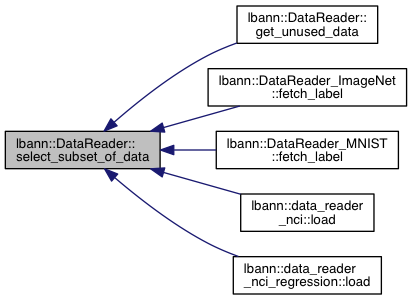 lbann::DataReader::
get_unused_data
lbann::DataReader_ImageNet
::fetch_label
lbann::DataReader::
select_subset_of_data
lbann::DataReader_MNIST
::fetch_label
lbann::data_reader
_nci::load
lbann::data_reader
_nci_regression::load